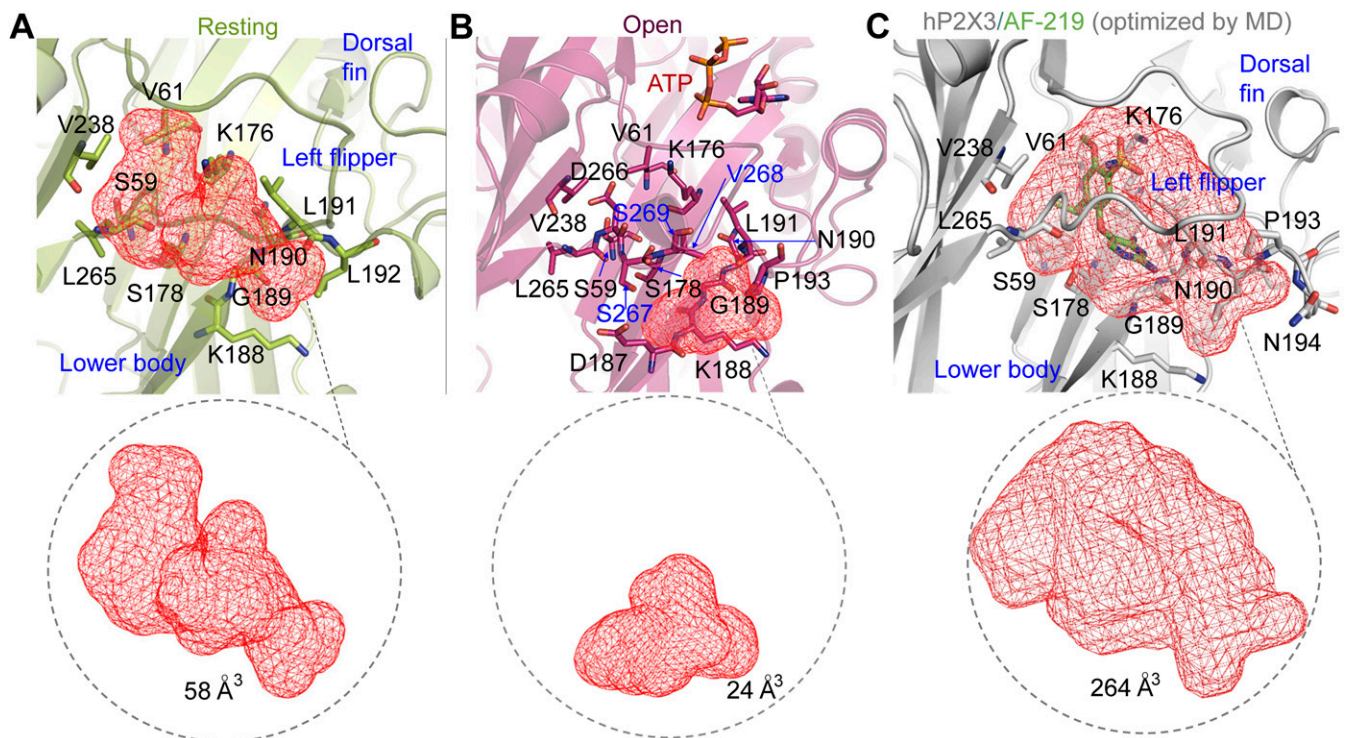 A
Resting
Dorsal
fin
V61
V238
K176
Left flipper
S59
L191
N190
L265
L192
S178
G189
K188
Lower body
58 Å³
B
Open
ATP
V61
K176
D266
V268
S269
V238
L191
N190
L265
S59
S178
P193
G189
S267
D187
K188
24 Å³
C
hP2X3/AF-219 (optimized by MD)
Dorsal
fin
K176
V61
V238
Left flipper
L265
P193
L191
S59
S178
N190
G189
N194
Lower body
K188
264 Å³